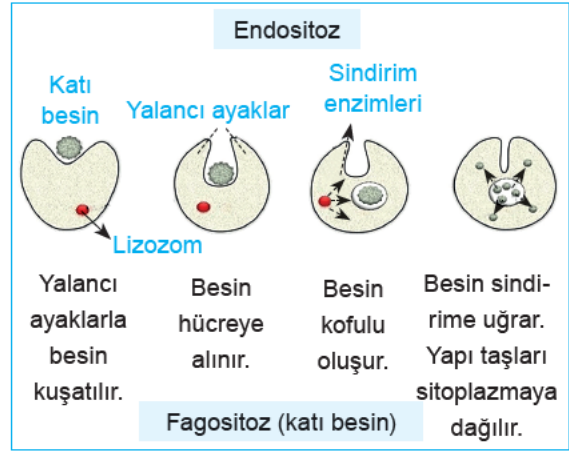 Endositoz
Katı
besin
Yalancı ayaklar
Sindirim
enzimleri
Lizozom
Yalancı
ayaklarla
besin
kuşatılır.
Besin
hücreye
alınır.
Besin
kofulu
oluşur.
Besin sindi-
rime uğrar.
Yapı taşları
sitoplazmaya
dağılır.
Fagositoz (katı besin)